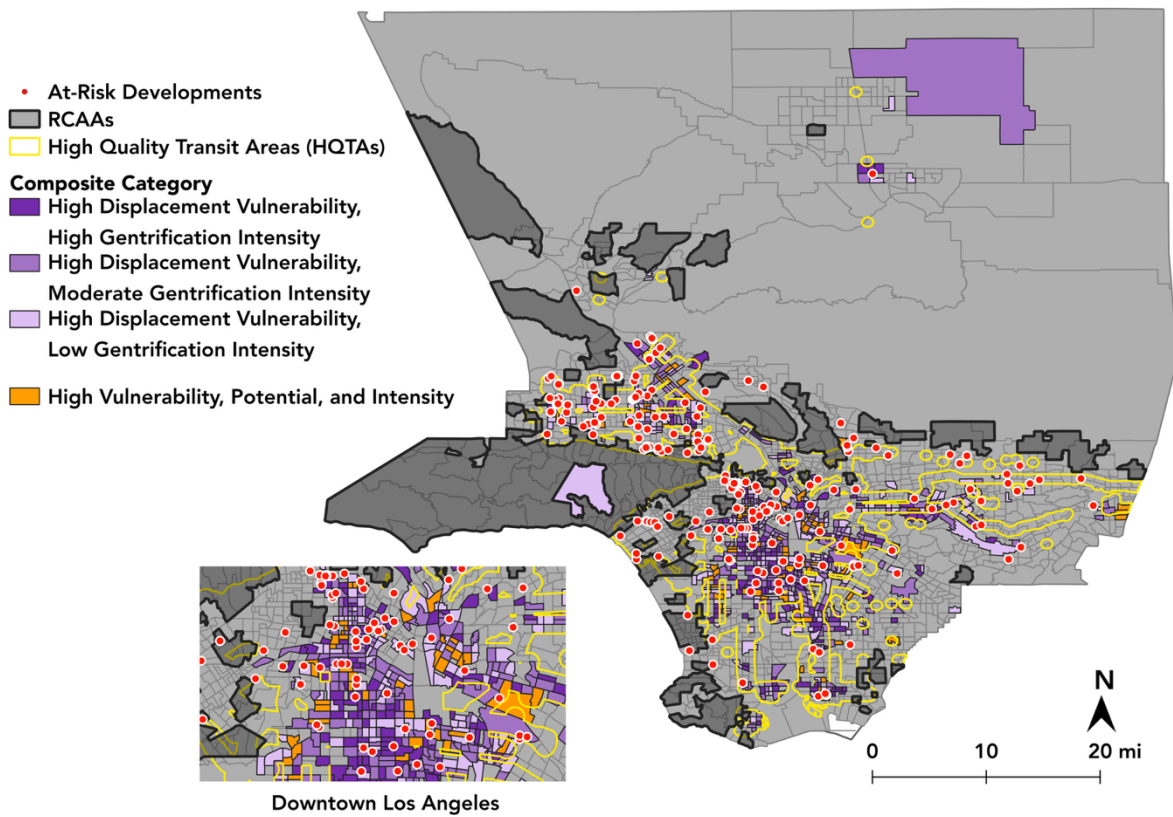 At-Risk Developments
RCAAs
High Quality Transit Areas (HQTAs)
Composite Category
High Displacement Vulnerability,
High Gentrification Intensity
High Displacement Vulnerability,
Moderate Gentrification Intensity
High Displacement Vulnerability,
Low Gentrification Intensity
High Vulnerability, Potential, and Intensity
N
0 10 20 mi
Downtown Los Angeles